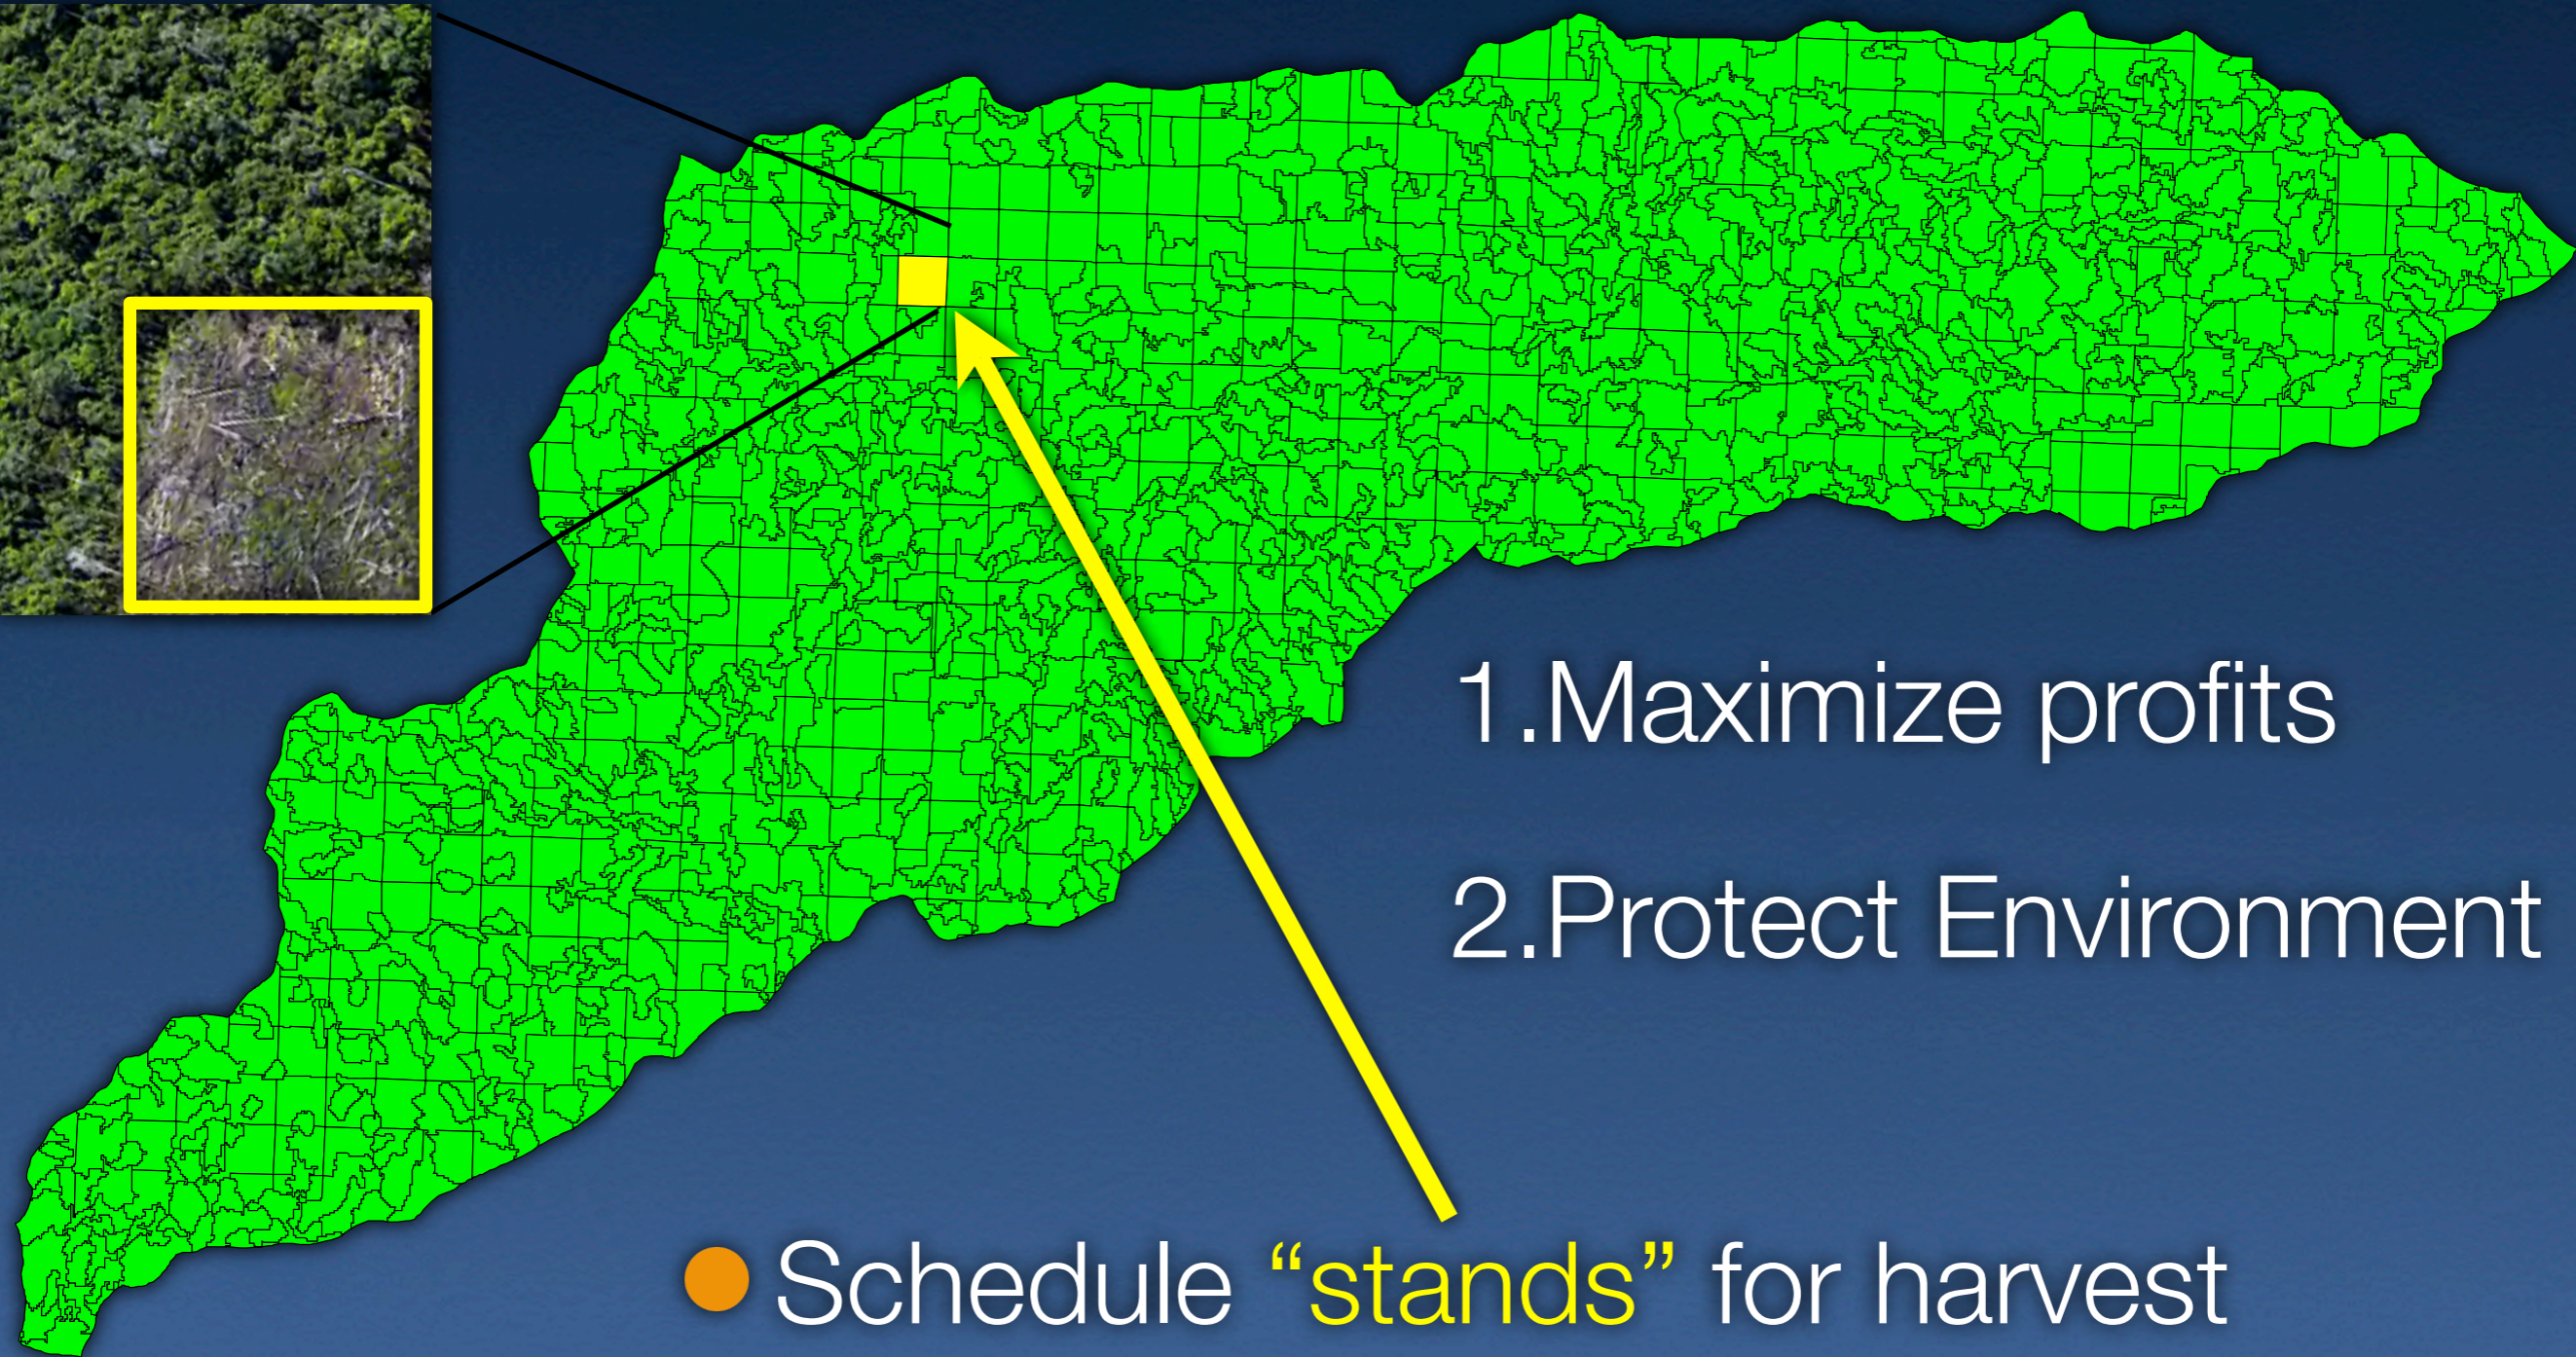 1.Maximize profits
2.Protect Environment
Schedule “stands” for harvest